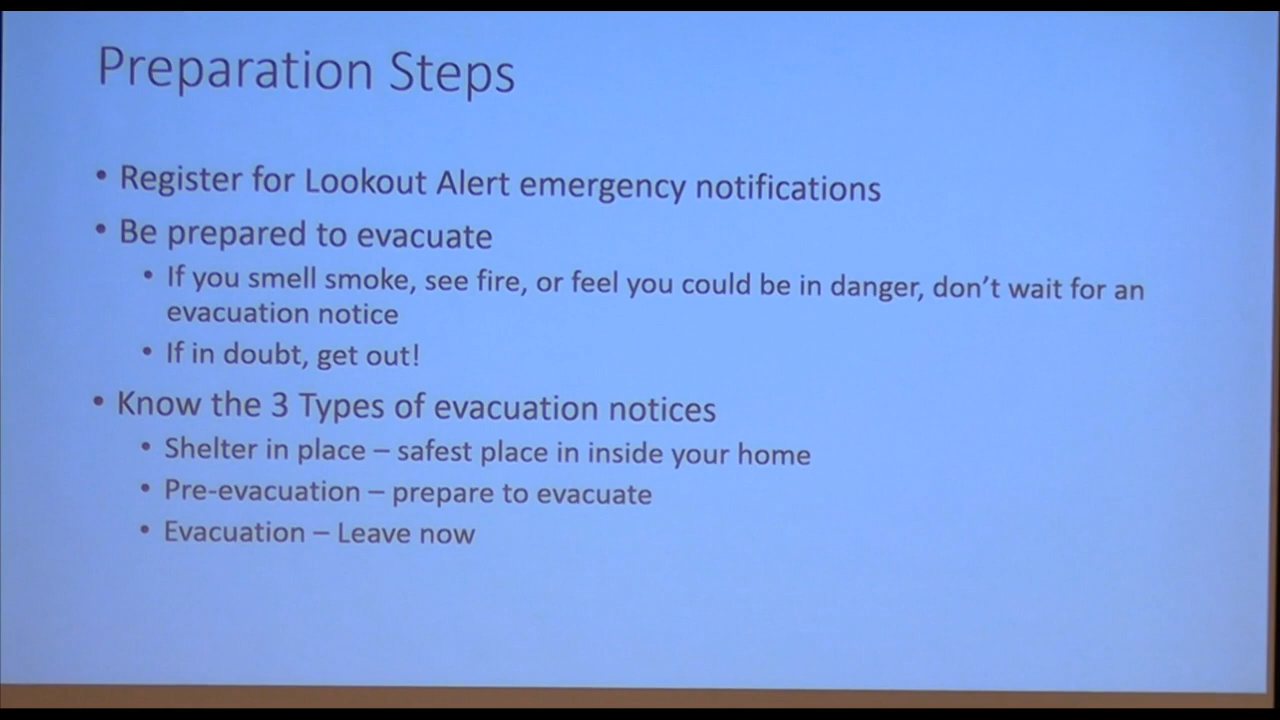 Preparation Steps
• Register for Lookout Alert emergency notifications
• Be prepared to evacuate
• If you smell smoke, see fire, or feel you could be in danger, don't wait for an
evacuation notice
• If in doubt, get out!
• Know the 3 Types of evacuation notices
• Shelter in place – safest place in inside your home
• Pre-evacuation – prepare to evacuate
• Evacuation – Leave now